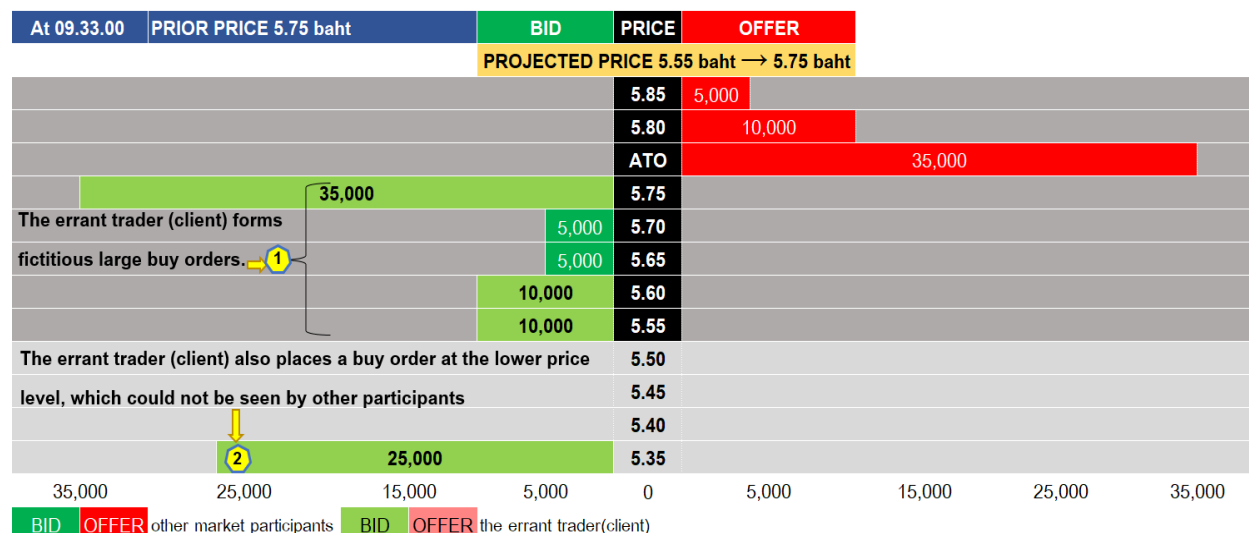 At 09.33.00 PRIOR PRICE 5.75 baht BID PRICE OFFER
PROJECTED PRICE 5.55 baht → 5.75 baht
5.85 5,000
5.80 10,000
ATO 35,000
35,000 5.75
The errant trader (client) forms 5,000 5.70
fictitious large buy orders. 1 5,000 5.65
10,000 5.60
10,000 5.55
The errant trader (client) also places a buy order at the lower price 5.50
level, which could not be seen by other participants 5.45
5.40
2 25,000 5.35
35,000 25,000 15,000 5,000 0 5,000 15,000 25,000 35,000
BID OFFER other market participants BID OFFER the errant trader(client)